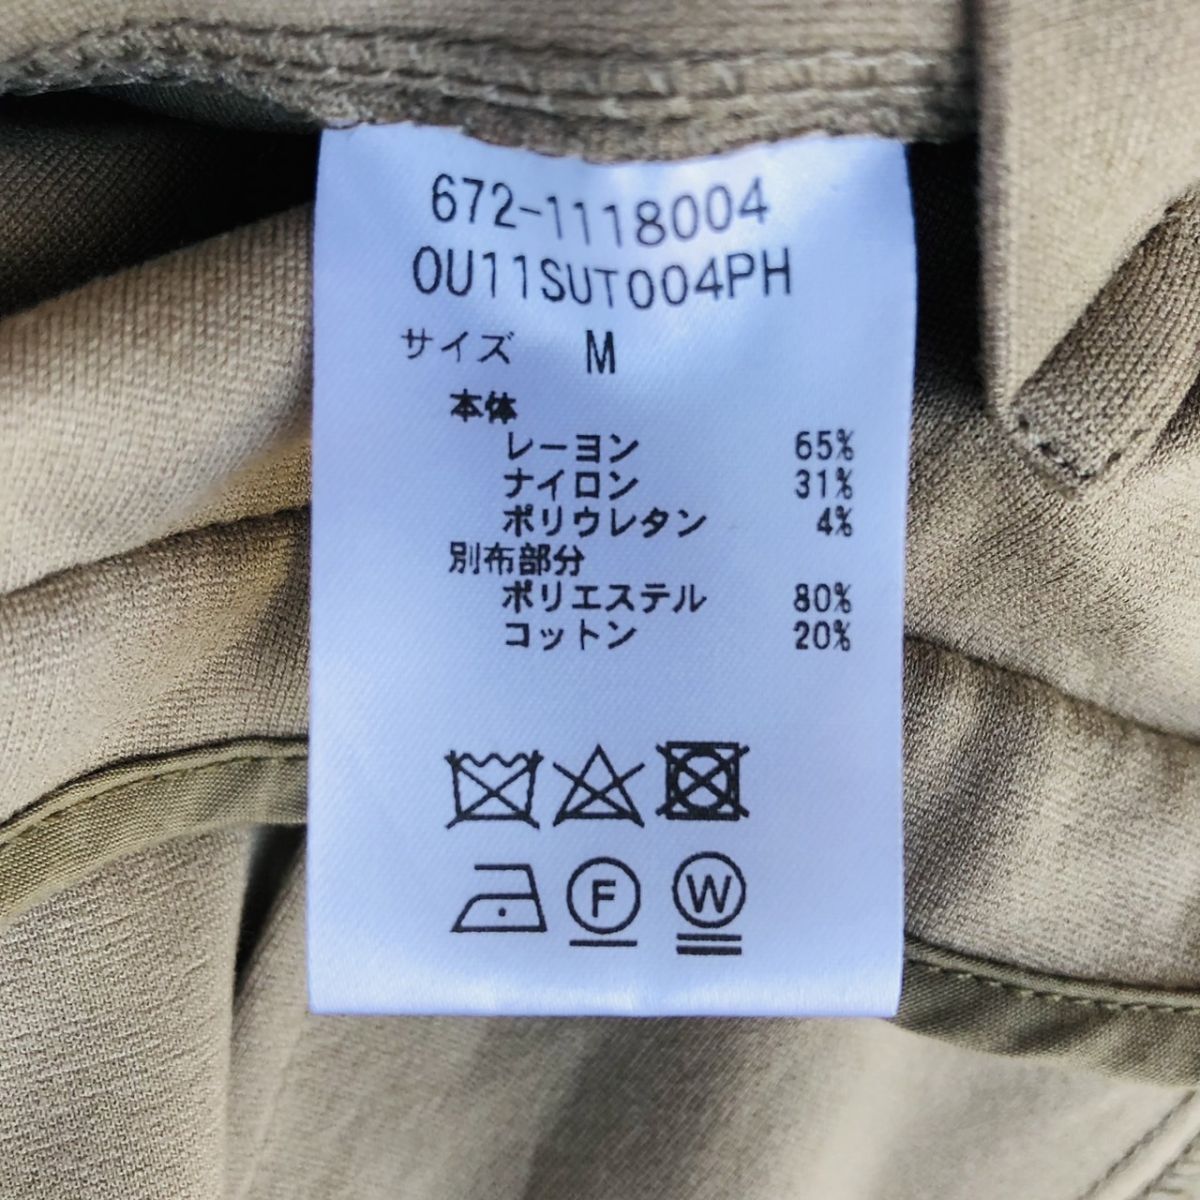 672-1118004
OU11SUT004PH
サイズ M
本体
レーヨン 65%
ナイロン 31%
ポリウレタン 4%
別布部分
ポリエステル 80%
コットン 20%
F W